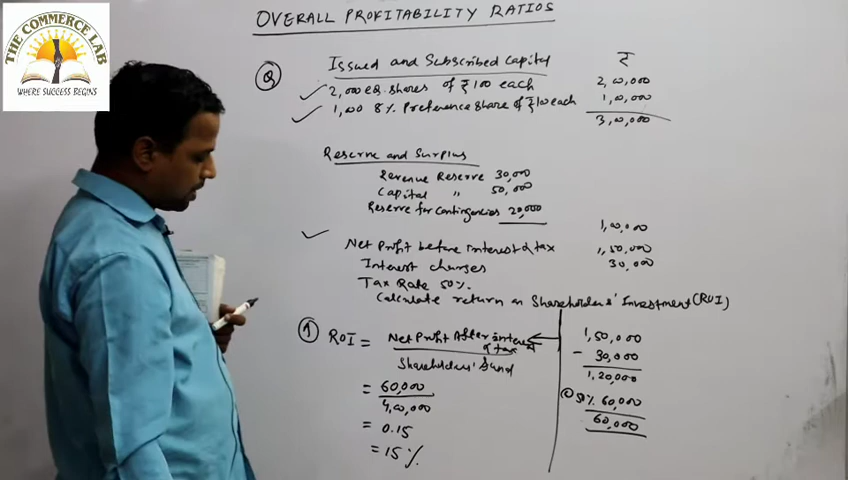 THE COMMERCE LAB
WHERE SUCCESS BEGINS
OVERALL PROFITABILITY RATIOS
Q Issued and Subscribed Capital ₹
2,000 eq. shares of ₹100 each 2,00,000
1,000 8% Preference Share of ₹100 each 1,00,000
3,00,000
Reserve and Surplus
Revenue Reserve 30,000
Capital " 50,000
Reserve for Contingencies 20,000
1,00,000
Net Profit before interest & tax 1,50,000
Interest charges 30,000
Tax Rate 50%.
Calculate return on Shareholders' Investment (ROI)
1 ROI = Net Profit After interest & tax
Shareholders' fund
= 60,000
4,00,000
= 0.15
= 15%
1,50,000
- 30,000
1,20,000
@ 50% 60,000
60,000